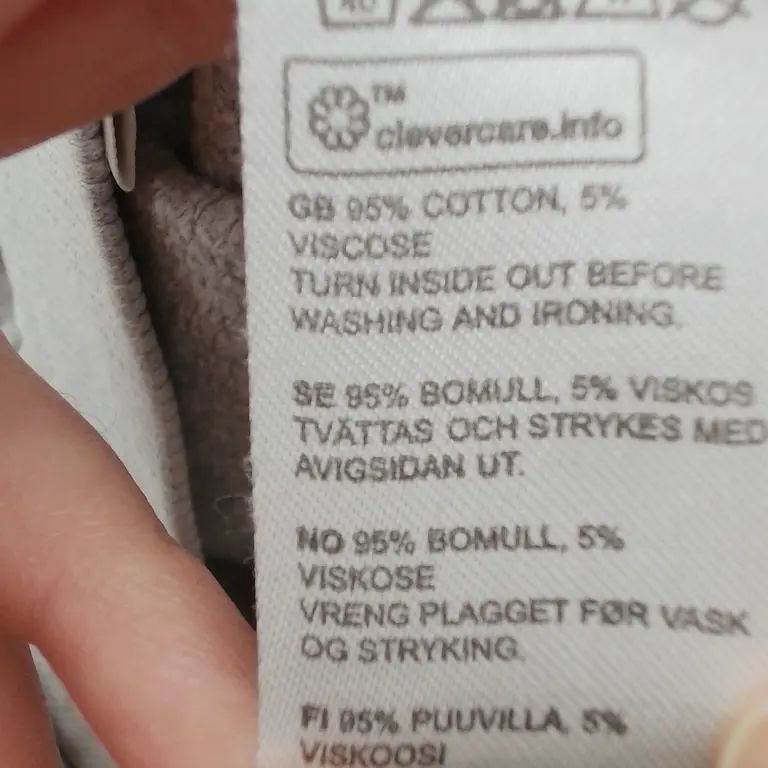 40
TM
clevercare.info
GB 95% COTTON, 5%
VISCOSE
TURN INSIDE OUT BEFORE
WASHING AND IRONING.
SE 95% BOMULL, 5% VISKOS
TVÄTTAS OCH STRYKES MED
AVIGSIDAN UT.
NO 95% BOMULL, 5%
VISKOSE
VRENG PLAGGET FØR VASK
OG STRYKING.
FI 95% PUUVILLA, 5%
VISKOOSI